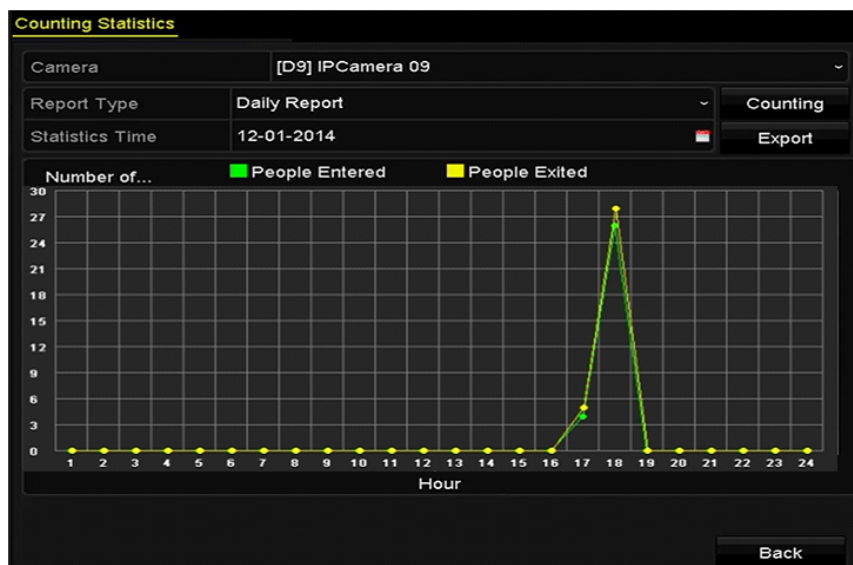 Counting Statistics
Camera [D9] IPCamera 09
Report Type Daily Report Counting
Statistics Time 12-01-2014 Export
Number of... People Entered People Exited
30
27
24
21
18
15
12
9
6
3
0
1 2 3 4 5 6 7 8 9 10 11 12 13 14 15 16 17 18 19 20 21 22 23 24
Hour
Back